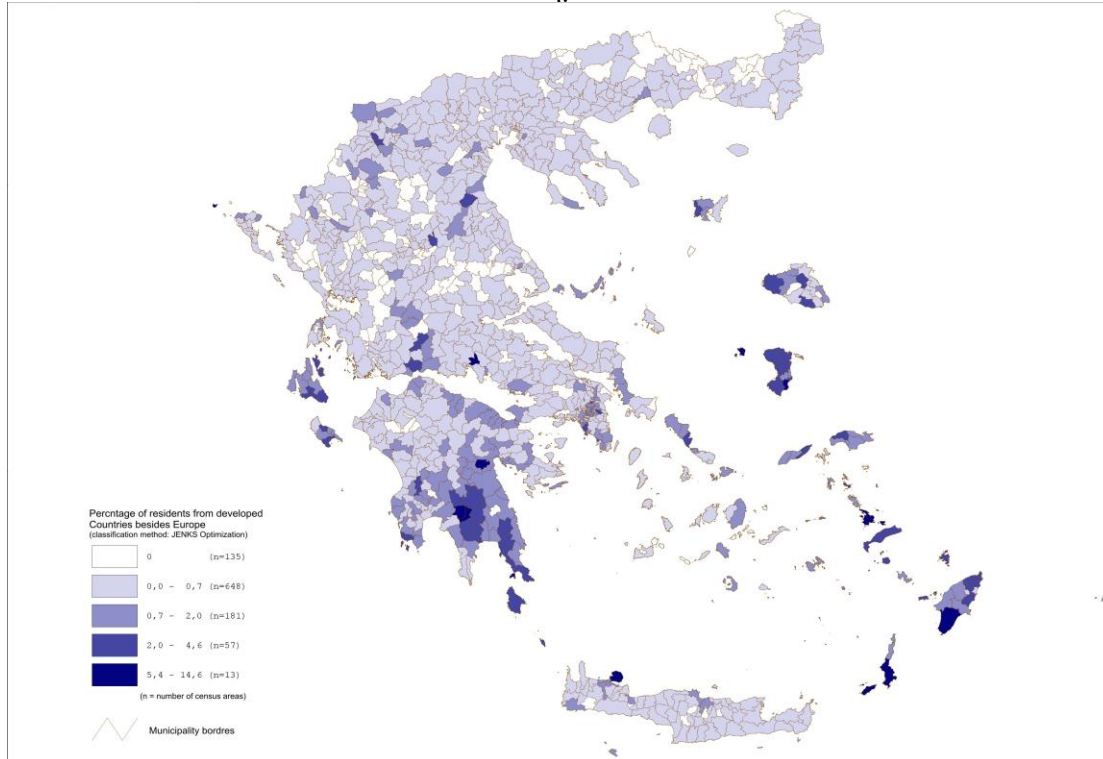 Percntage of residents from developed
Countries besides Europe
(classification method: JENKS Optimization)
0 (n=135)
0,0 - 0,7 (n=648)
0,7 - 2,0 (n=181)
2,0 - 4,6 (n=57)
5,4 - 14,6 (n=13)
(n = number of census areas)
Municipality bordres